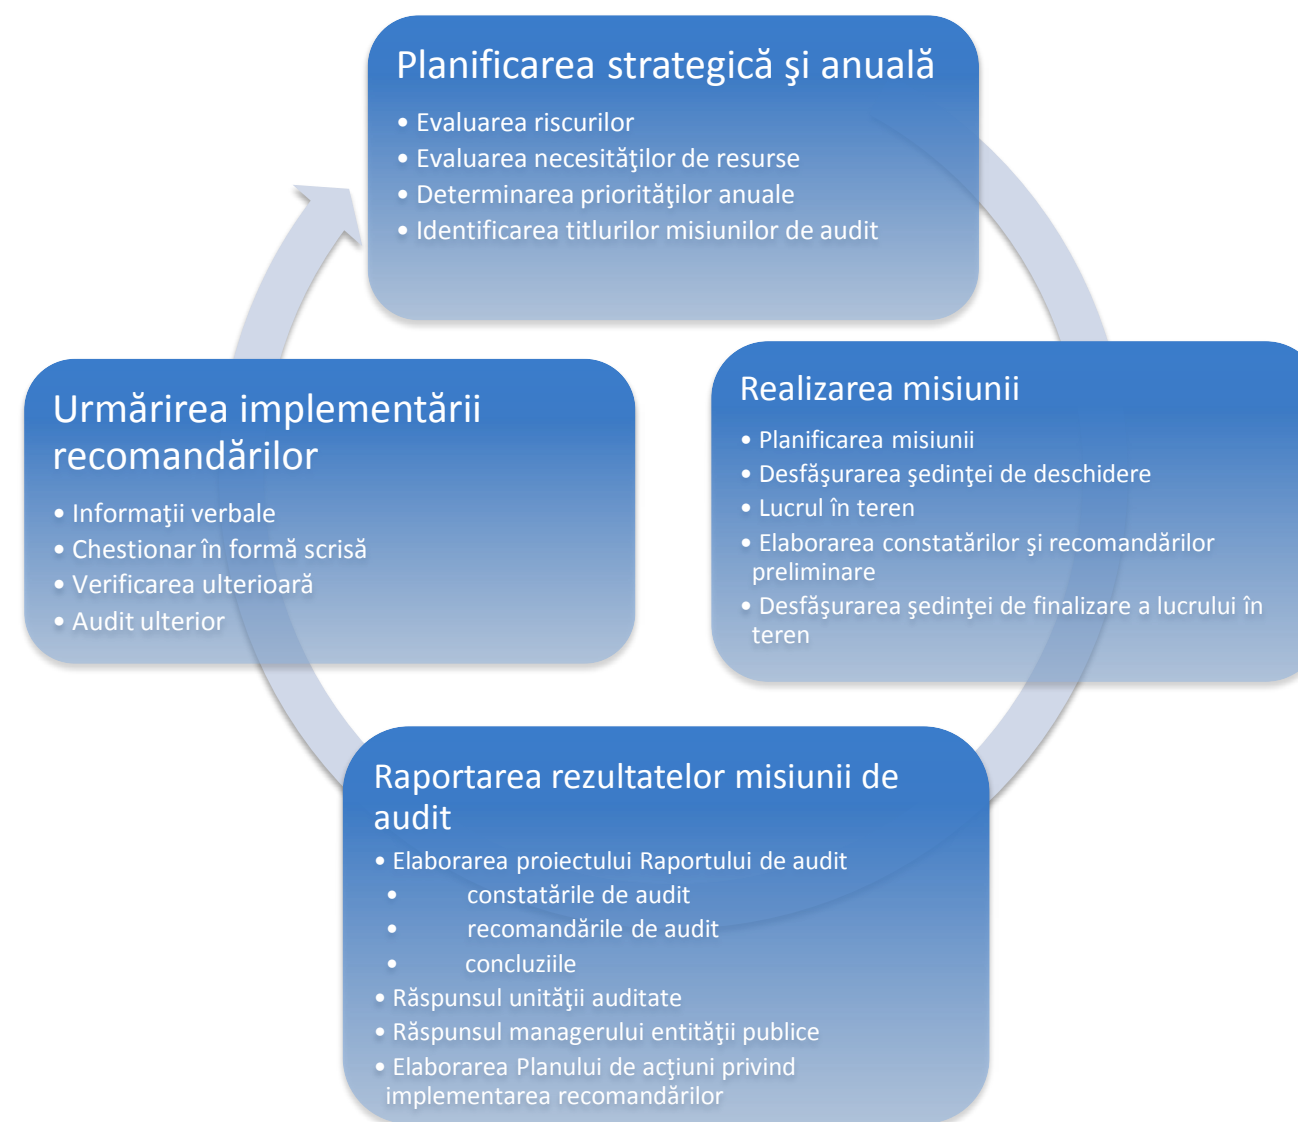 Planificarea strategică şi anuală
• Evaluarea riscurilor
• Evaluarea necesităţilor de resurse
• Determinarea priorităţilor anuale
• Identificarea titlurilor misiunilor de audit
Realizarea misiunii
• Planificarea misiunii
• Desfăşurarea şedinţei de deschidere
• Lucrul în teren
• Elaborarea constatărilor şi recomandărilor
preliminare
• Desfăşurarea şedinţei de finalizare a lucrului în
teren
Raportarea rezultatelor misiunii de
audit
• Elaborarea proiectului Raportului de audit
• constatările de audit
• recomandările de audit
• concluziile
• Răspunsul unităţii auditate
• Răspunsul managerului entităţii publice
• Elaborarea Planului de acţiuni privind
implementarea recomandărilor
Urmărirea implementării
recomandărilor
• Informaţii verbale
• Chestionar în formă scrisă
• Verificarea ulterioară
• Audit ulterior